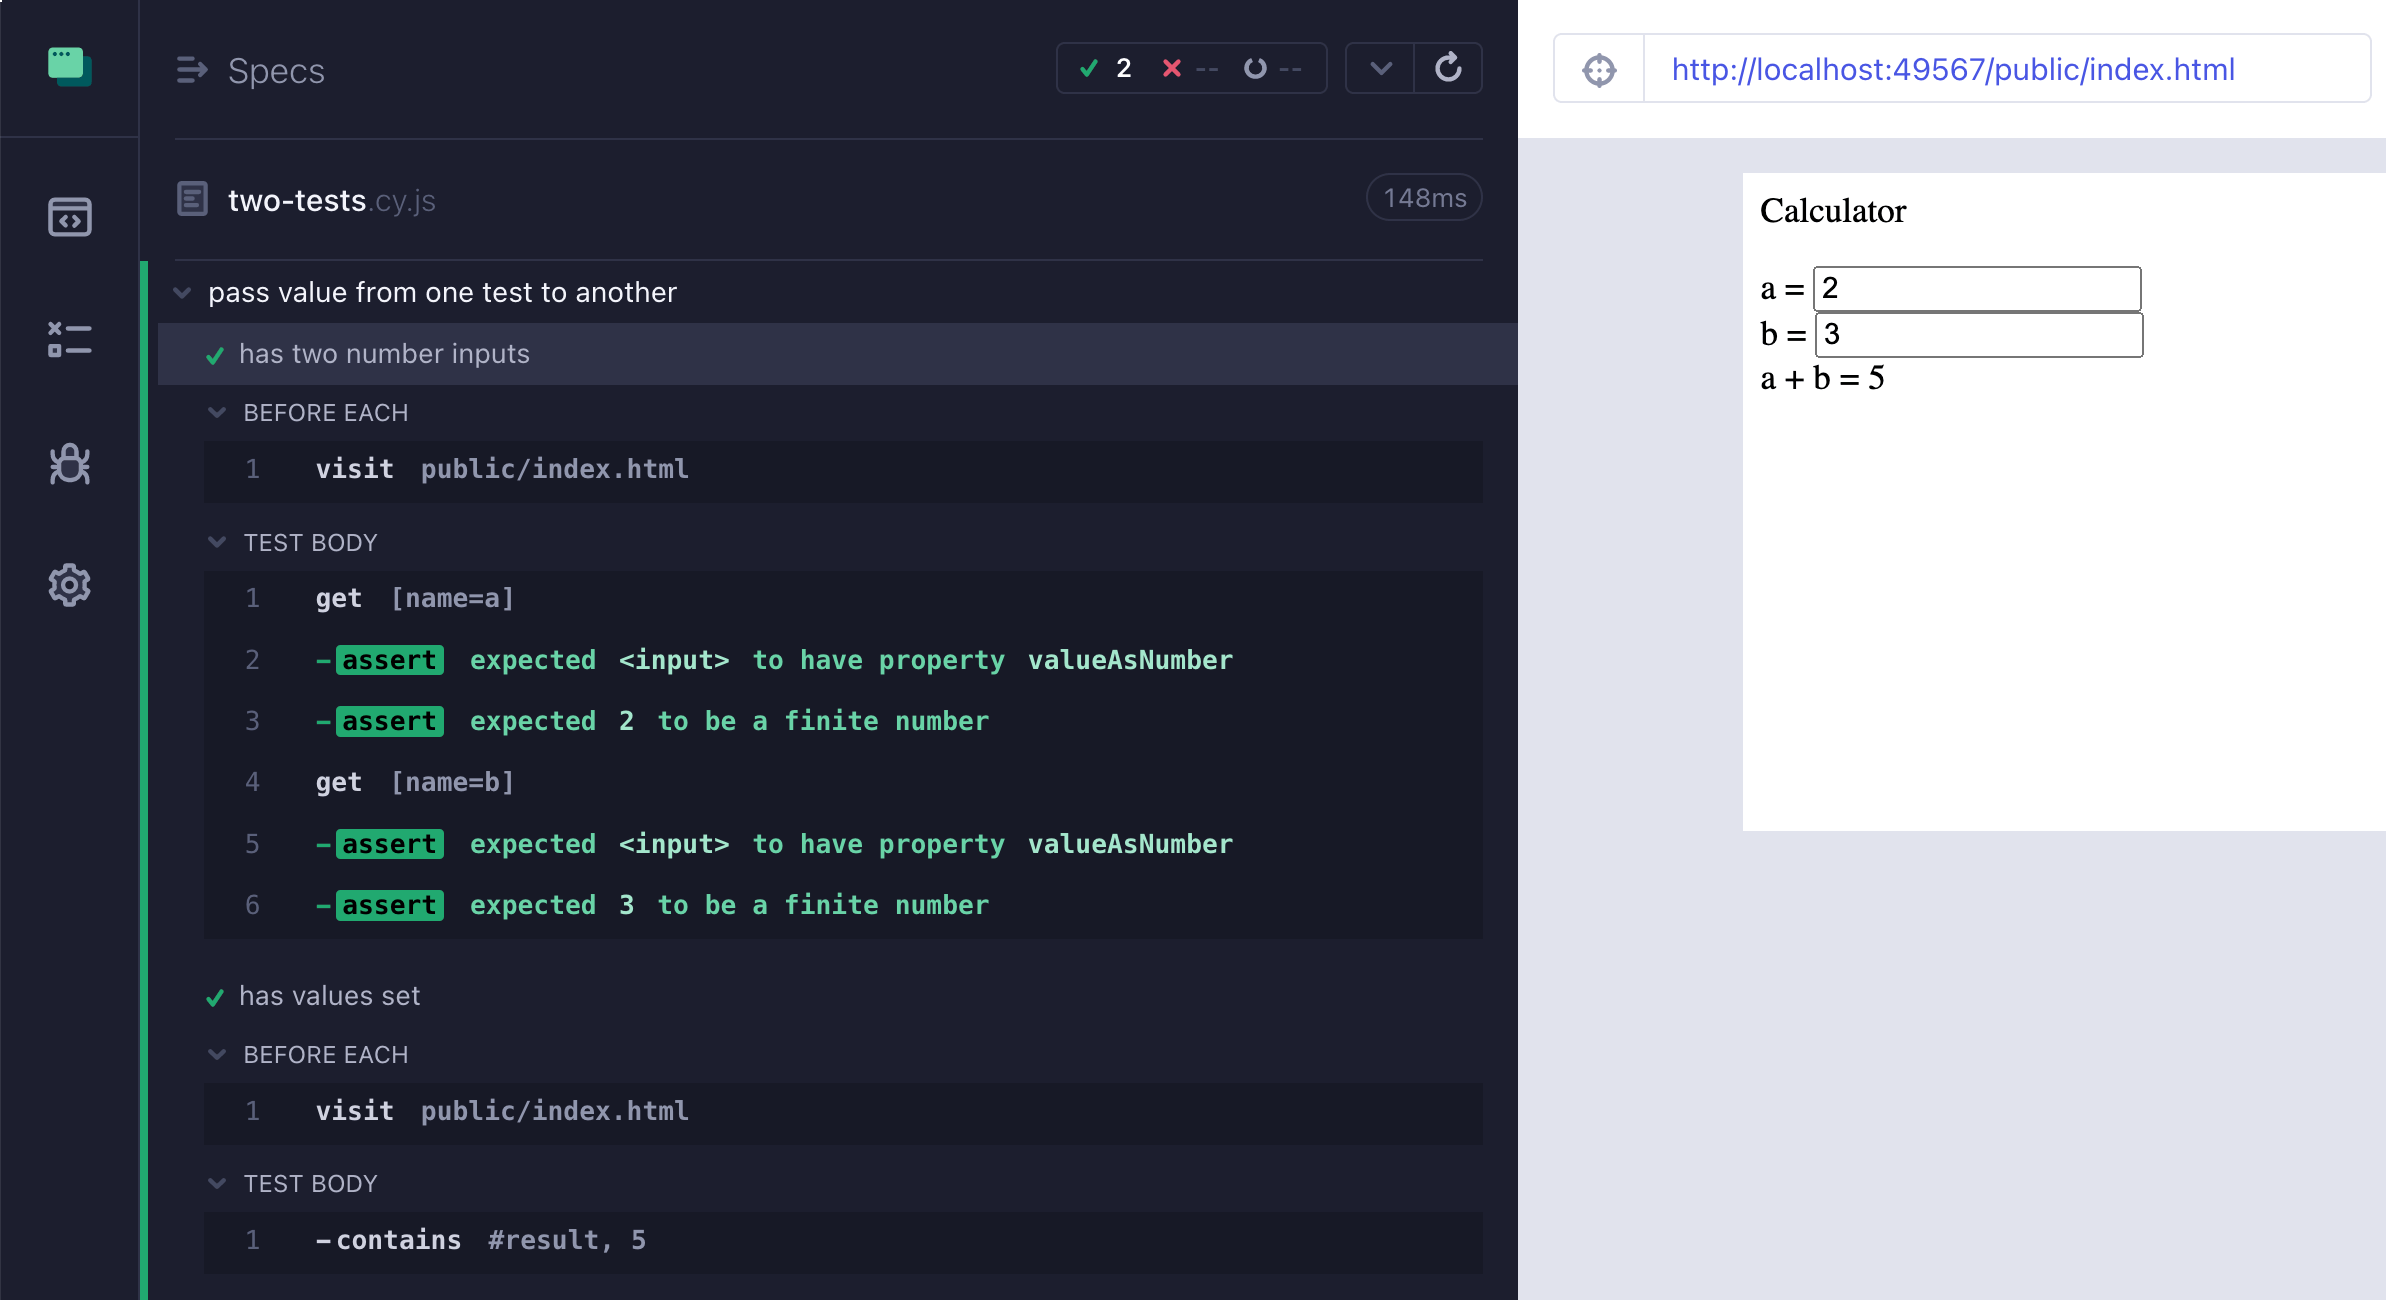 Specs
2 -- --
two-tests.cy.js
148ms
pass value from one test to another
has two number inputs
BEFORE EACH
1 visit public/index.html
TEST BODY
1 get [name=a]
2 -assert expected <input> to have property valueAsNumber
3 -assert expected 2 to be a finite number
4 get [name=b]
5 -assert expected <input> to have property valueAsNumber
6 -assert expected 3 to be a finite number
has values set
BEFORE EACH
1 visit public/index.html
TEST BODY
1 -contains #result, 5
http://localhost:49567/public/index.html
Calculator
a = 2
b = 3
a + b = 5